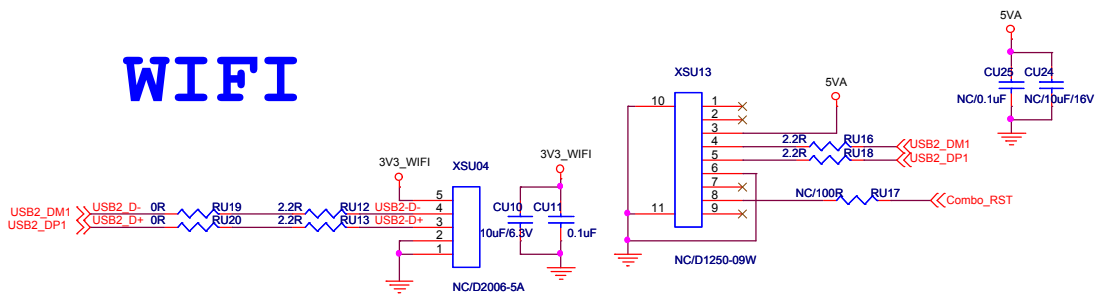 WIFI
5VA
CU25
CU24
NC/0.1uF
NC/10uF/16V
XSU13
5VA
10
1
2
3
4
5
6
7
8
9
11
2.2R
RU16
USB2_DM1
2.2R
RU18
USB2_DP1
NC/100R
RU17
Combo_RST
NC/D1250-09W
3V3_WIFI
XSU04
3V3_WIFI
5
4
3
2
1
USB2_DM1
USB2_D-
0R
RU19
2.2R
RU12
USB2-D-
USB2_DP1
USB2_D+
0R
RU20
2.2R
RU13
USB2-D+
CU10
CU11
10uF/6.3V
0.1uF
NC/D2006-5A